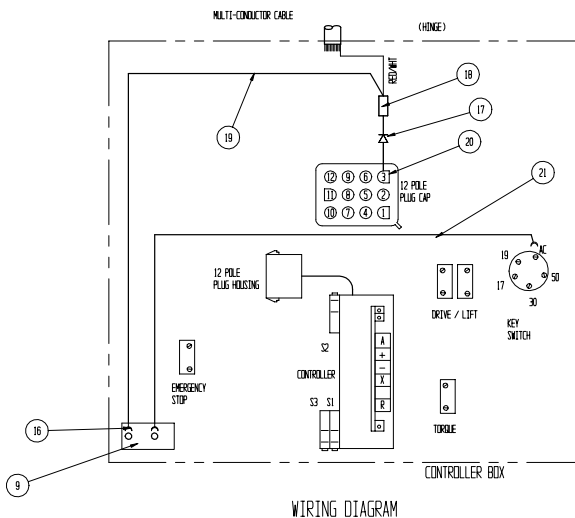 MULTI-CONDUCTOR CABLE
(HINGE)
RED/WHT
18
17
19
20
21
12 9 6 3
11 8 5 2
10 7 4 1
12 POLE
PLUG CAP
AC
19
50
17
30
KEY
SWITCH
12 POLE
PLUG HOUSING
DRIVE / LIFT
S2
A
+
-
X
R
CONTROLLER
EMERGENCY
STOP
S3 S1
TORQUE
16
9
CONTROLLER BOX
WIRING DIAGRAM